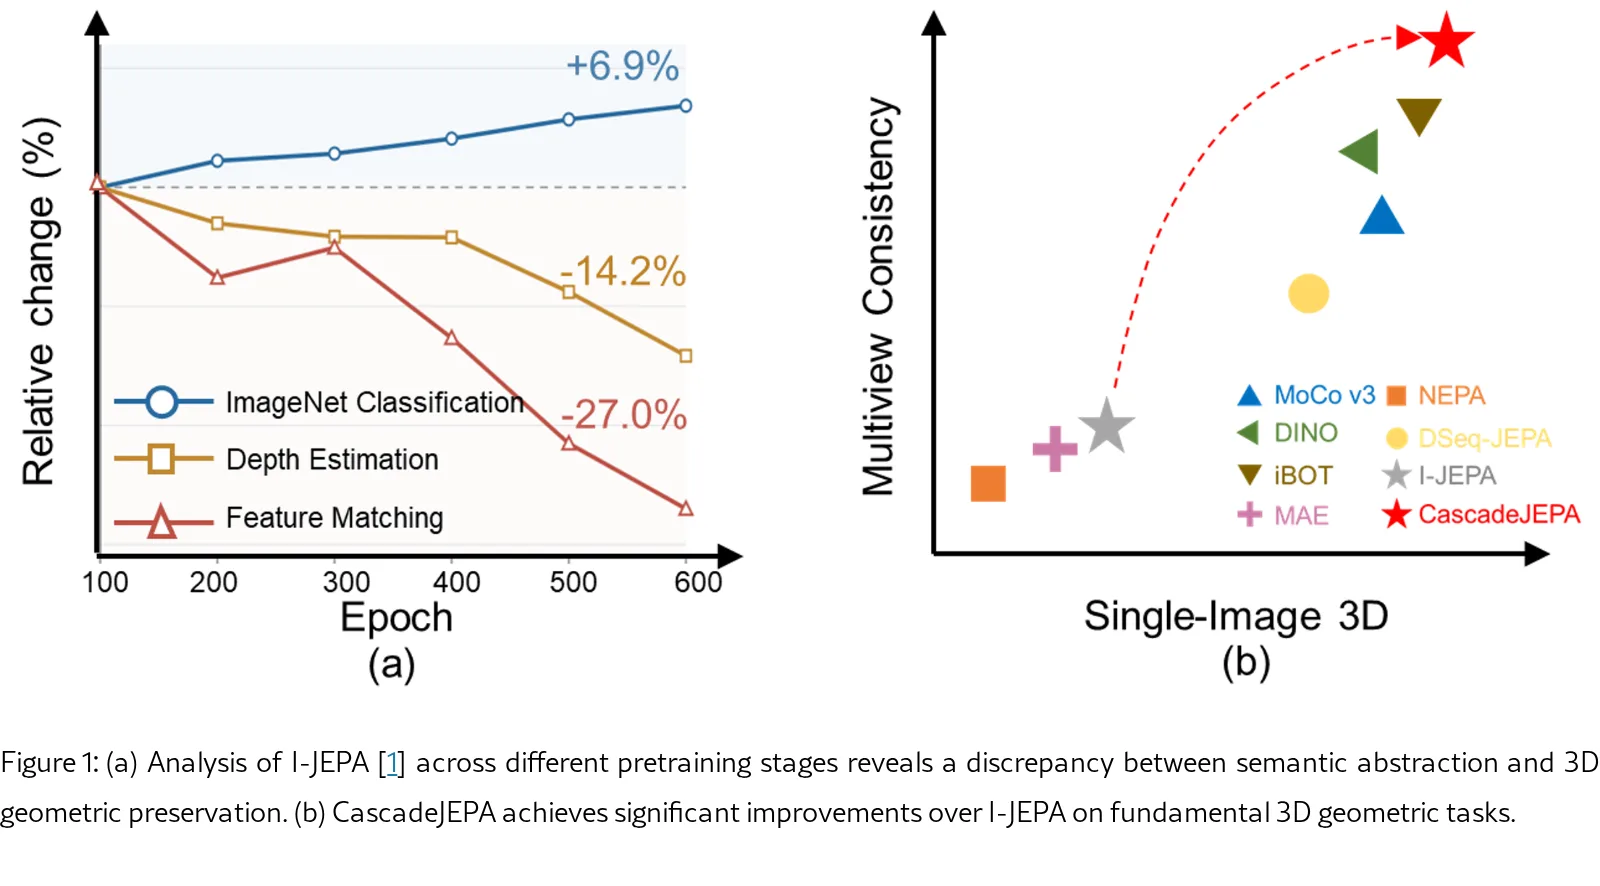 Relative change (%)
+6.9%
-14.2%
-27.0%
ImageNet Classification
Depth Estimation
Feature Matching
100 200 300 400 500 600
Epoch
(a)
Multiview Consistency
MoCo v3 NEPA
DINO DSeq-JEPA
iBOT I-JEPA
MAE CascadeJEPA
Single-Image 3D
(b)
Figure 1: (a) Analysis of I-JEPA [1] across different pretraining stages reveals a discrepancy between semantic abstraction and 3D
geometric preservation. (b) CascadeJEPA achieves significant improvements over I-JEPA on fundamental 3D geometric tasks.